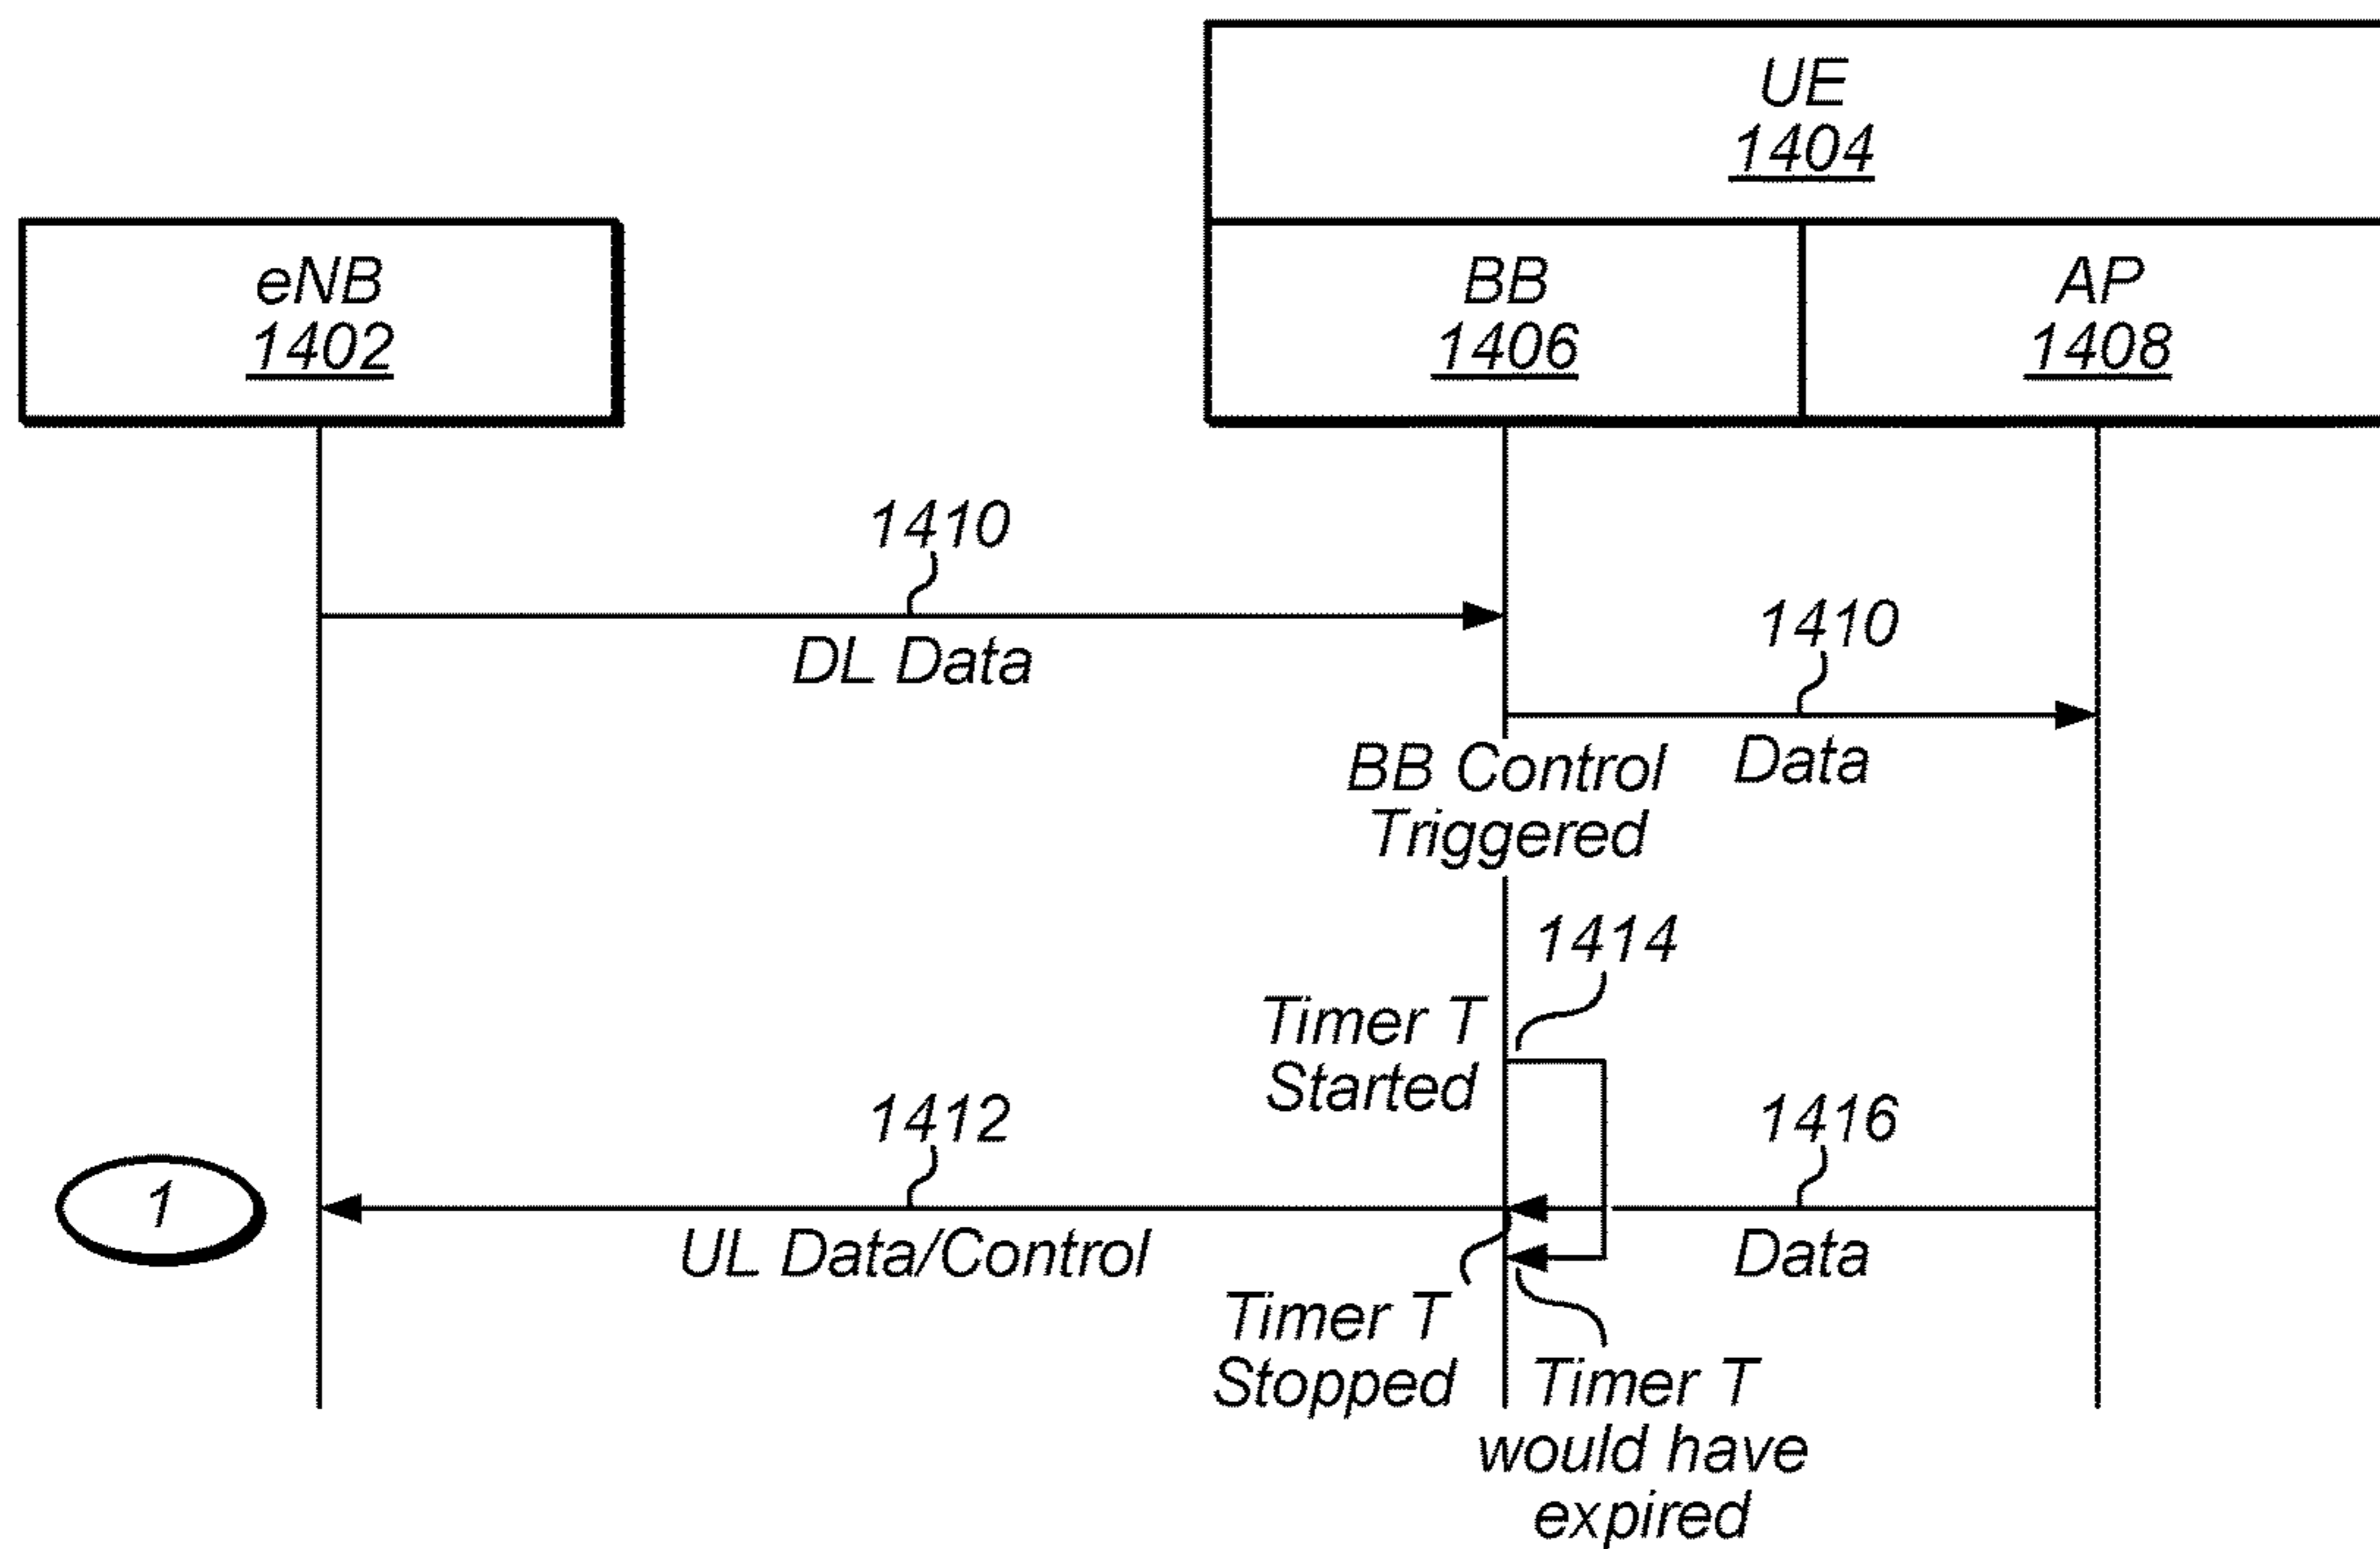 UE
1404
eNB
1402
BB
1406
AP
1408
1410
DL Data
1410
Data
BB Control
Triggered
1414
Timer T
Started
1412
UL Data/Control
1416
Data
1
Timer T
Stopped
Timer T
would have
expired